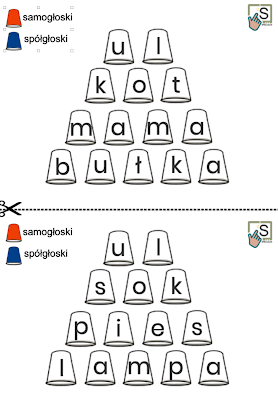 samogłoski
spółgłoski
S
u l
k o t
m a m a
b u ł k a
samogłoski
spółgłoski
S
u l
s o k
p i e s
l a m p a